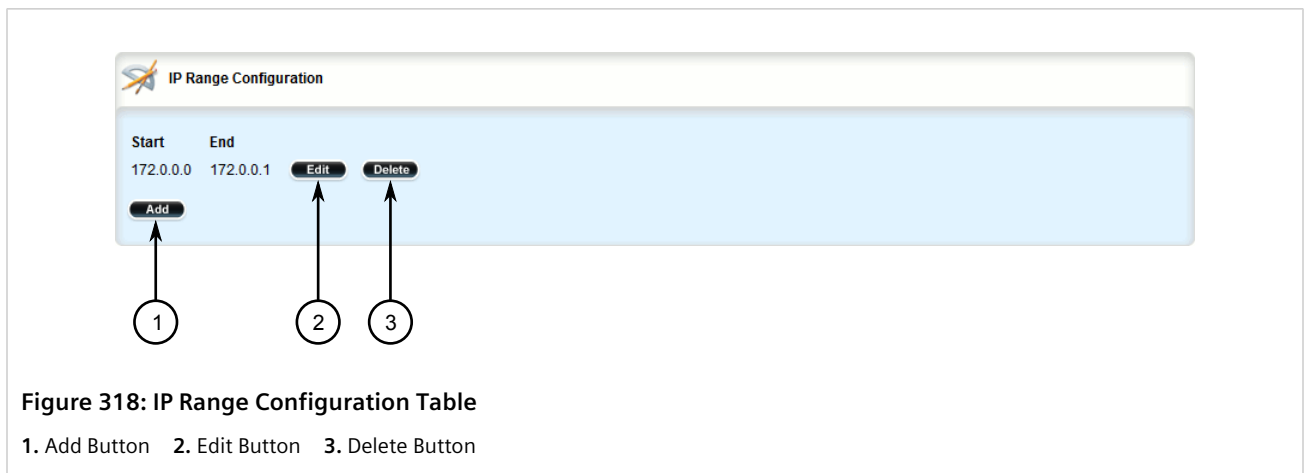 IP Range Configuration
Start End
172.0.0.0 172.0.0.1 Edit Delete
Add
1 2 3
Figure 318: IP Range Configuration Table
1. Add Button 2. Edit Button 3. Delete Button